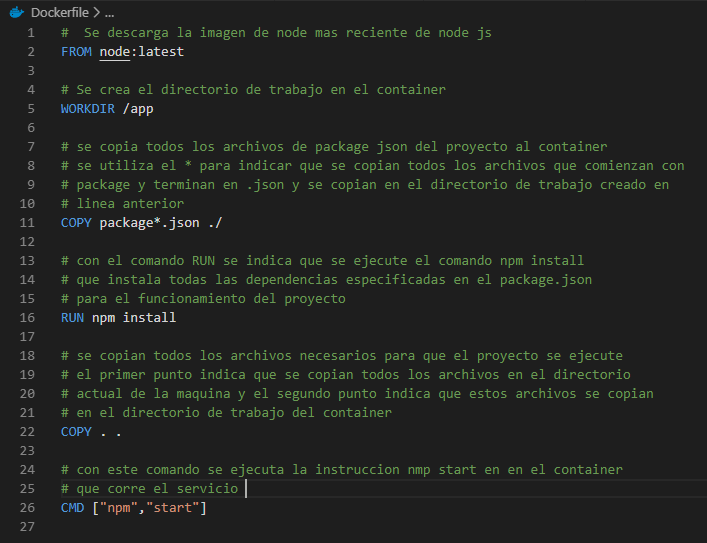 Dockerfile > ...
1 #  Se descarga la imagen de node mas reciente de node js
2 FROM node:latest
3
4 # Se crea el directorio de trabajo en el container
5 WORKDIR /app
6
7 # se copia todos los archivos de package json del proyecto al container
8 # se utiliza el * para indicar que se copian todos los archivos que comienzan con
9 # package y terminan en .json y se copian en el directorio de trabajo creado en
10 # linea anterior
11 COPY package*.json ./
12
13 # con el comando RUN se indica que se ejecute el comando npm install
14 # que instala todas las dependencias especificadas en el package.json
15 # para el funcionamiento del proyecto
16 RUN npm install
17
18 # se copian todos los archivos necesarios para que el proyecto se ejecute
19 # el primer punto indica que se copian todos los archivos en el directorio
20 # actual de la maquina y el segundo punto indica que estos archivos se copian
21 # en el directorio de trabajo del container
22 COPY . .
23
24 # con este comando se ejecuta la instruccion nmp start en en el container
25 # que corre el servicio
26 CMD ["npm","start"]
27